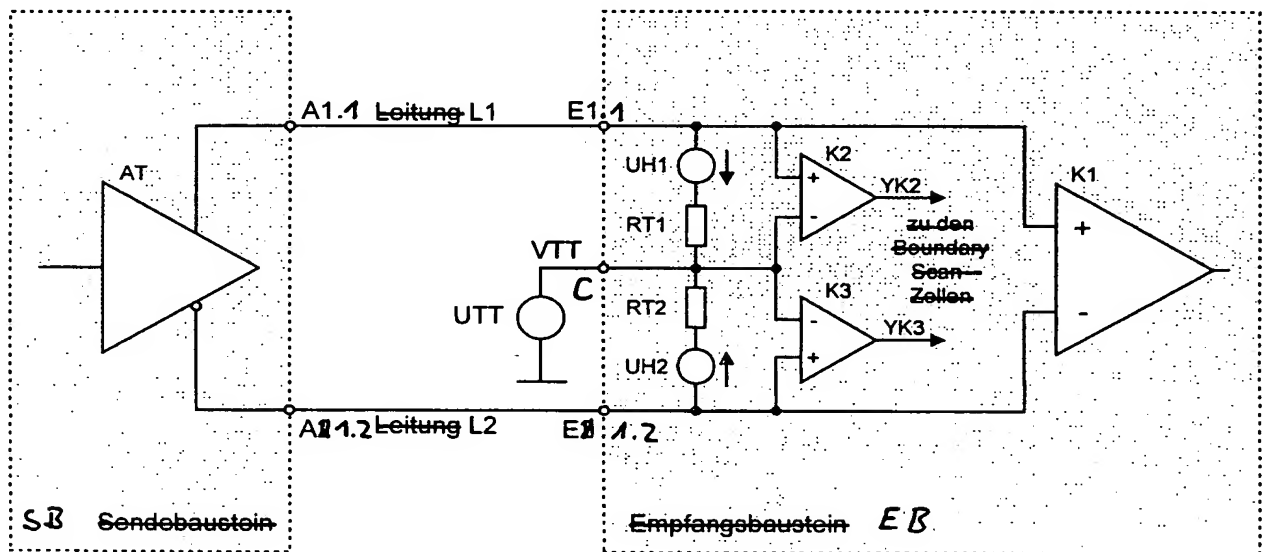 A1.1 Leitung L1
E1.1
AT
K2
UH1
K1
+
YK2
+
-
RT1
zu den
Boundary
Scan-
Zellen
VTT
C
K3
RT2
UTT
-
YK3
-
UH2
+
A1.2 Leitung L2
E1.2
SB Sendebaustein
Empfangsbaustein EB